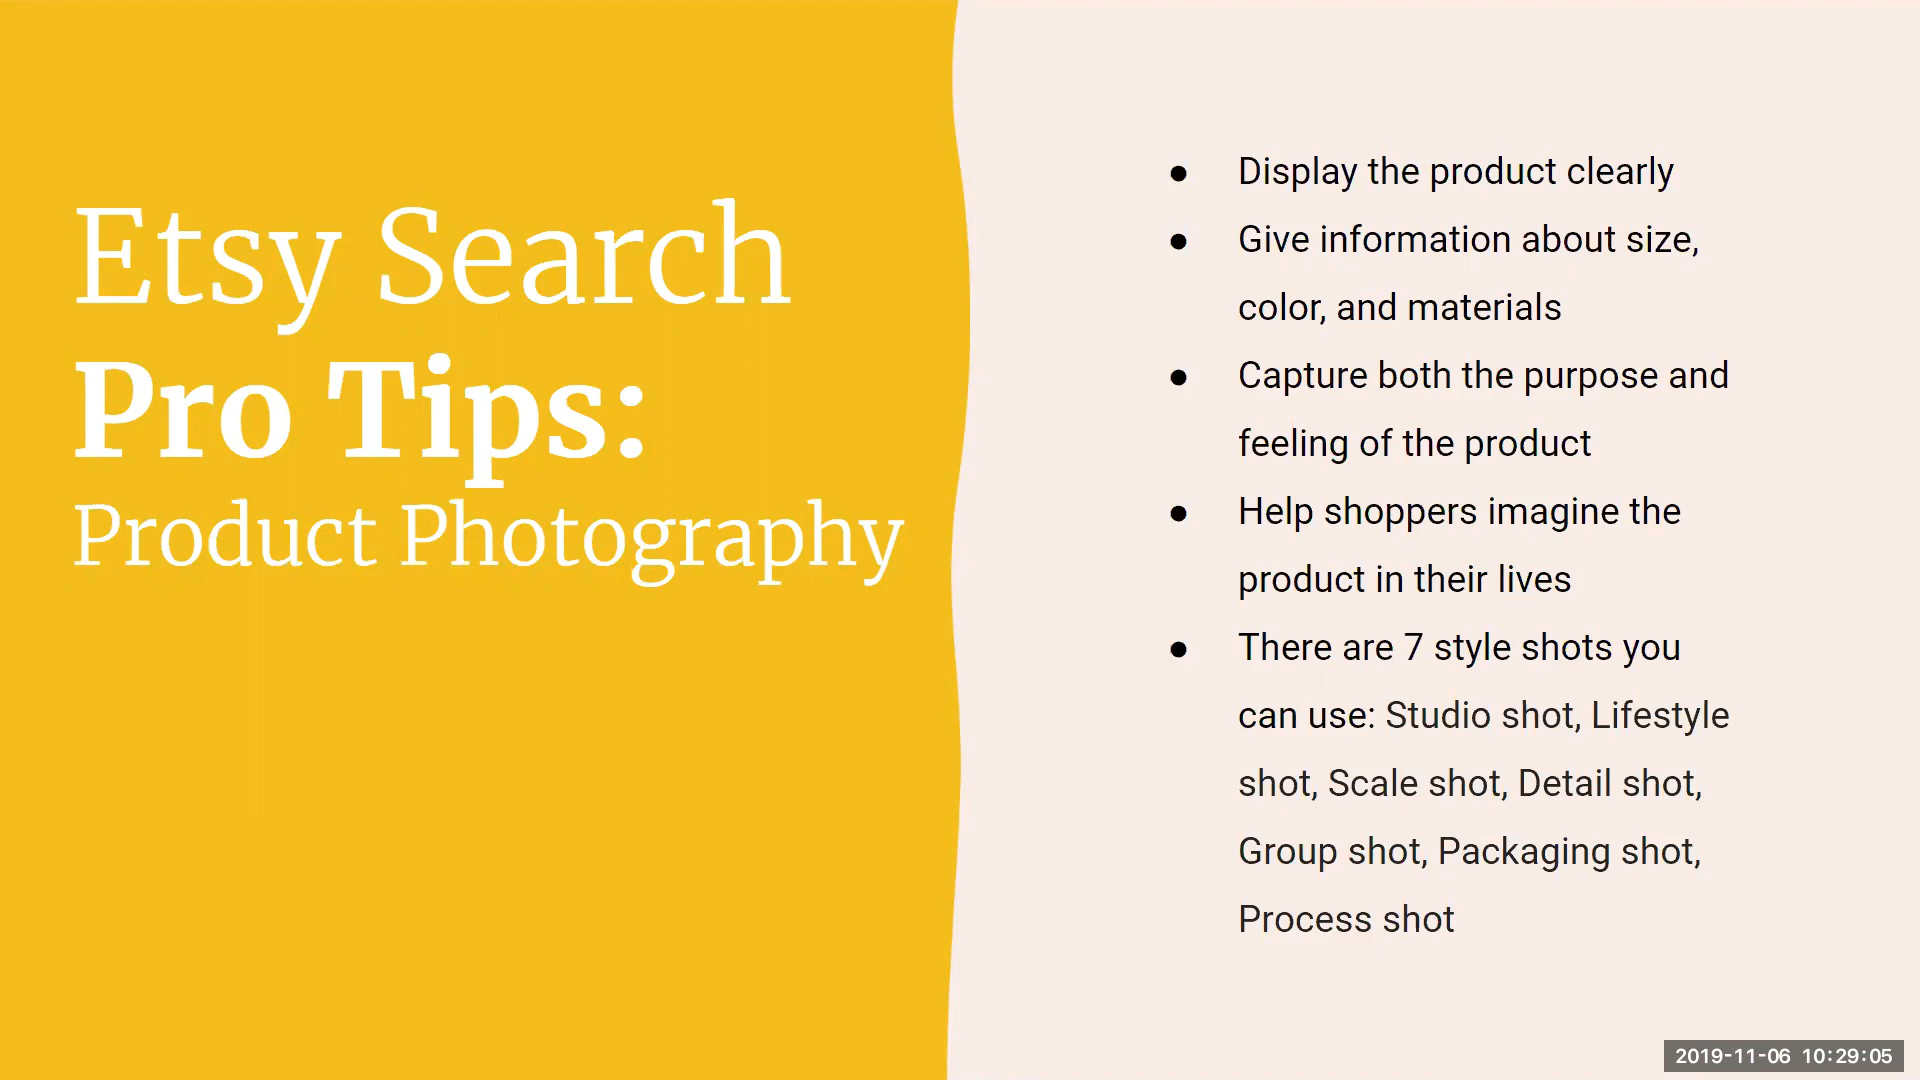 Etsy Search
Pro Tips:
Product Photography
● Display the product clearly
● Give information about size,
color, and materials
● Capture both the purpose and
feeling of the product
● Help shoppers imagine the
product in their lives
● There are 7 style shots you
can use: Studio shot, Lifestyle
shot, Scale shot, Detail shot,
Group shot, Packaging shot,
Process shot
2019-11-06 10:29:05